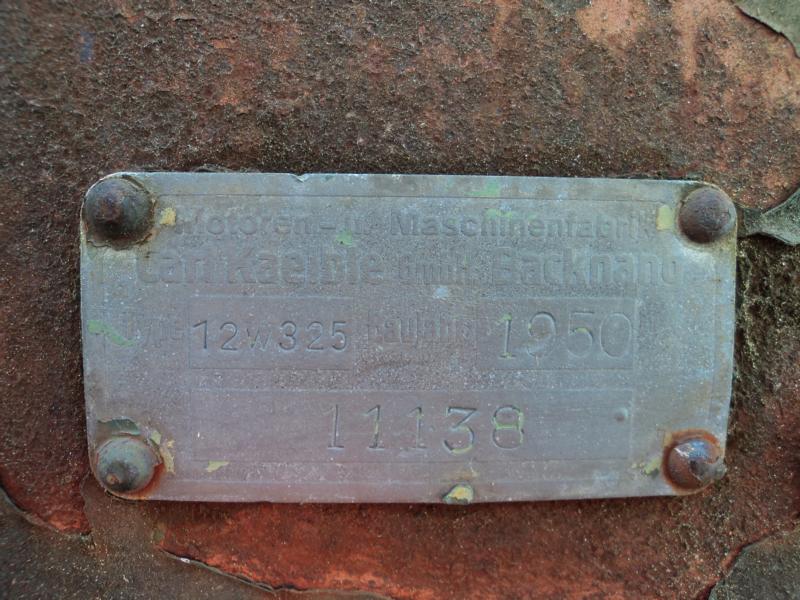 Motoren- u. Maschinenfabrik
Carl Kaelble GmbH. Backnang
Type 12W325 Baujahr 1950
11138